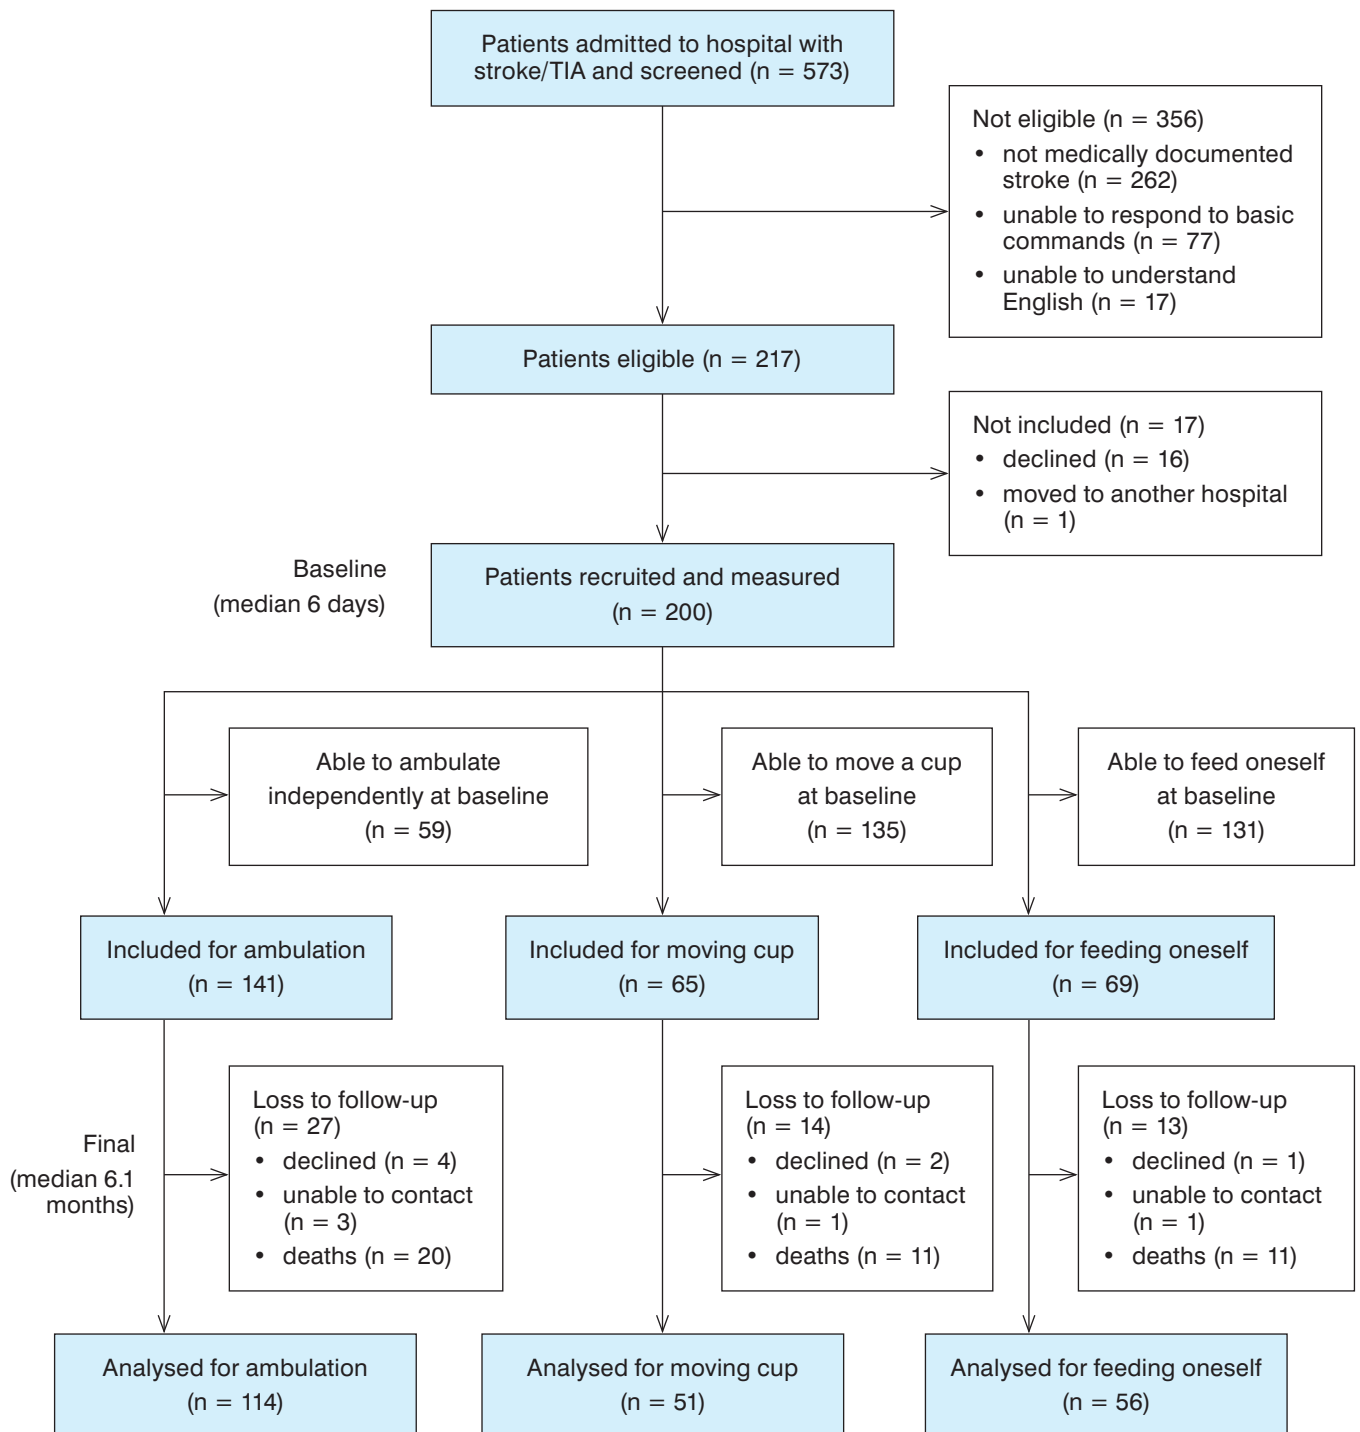 Patients admitted to hospital with
stroke/TIA and screened (n = 573)
Not eligible (n = 356)
• not medically documented
stroke (n = 262)
• unable to respond to basic
commands (n = 77)
• unable to understand
English (n = 17)
Patients eligible (n = 217)
Not included (n = 17)
• declined (n = 16)
• moved to another hospital
(n = 1)
Baseline
(median 6 days)
Patients recruited and measured
(n = 200)
Able to ambulate
independently at baseline
(n = 59)
Able to move a cup
at baseline
(n = 135)
Able to feed oneself
at baseline
(n = 131)
Included for ambulation
(n = 141)
Included for moving cup
(n = 65)
Included for feeding oneself
(n = 69)
Final
(median 6.1
months)
Loss to follow-up
(n = 27)
• declined (n = 4)
• unable to contact
(n = 3)
• deaths (n = 20)
Loss to follow-up
(n = 14)
• declined (n = 2)
• unable to contact
(n = 1)
• deaths (n = 11)
Loss to follow-up
(n = 13)
• declined (n = 1)
• unable to contact
(n = 1)
• deaths (n = 11)
Analysed for ambulation
(n = 114)
Analysed for moving cup
(n = 51)
Analysed for feeding oneself
(n = 56)